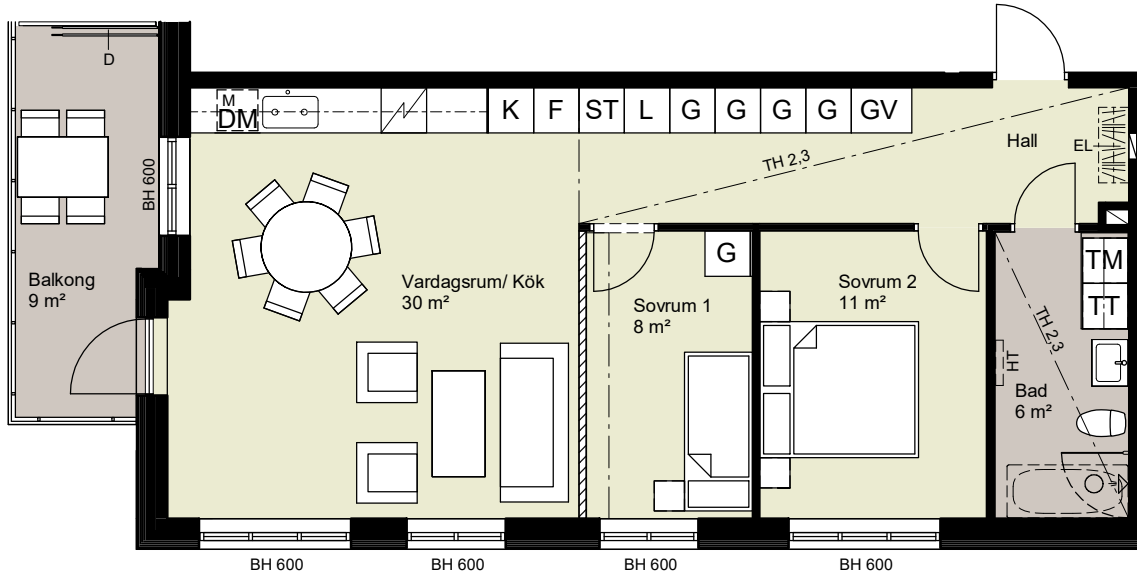 D
M
DM
K
F
ST
L
G
G
G
G
GV
Hall
EL
TH 2,3
BH 600
Balkong
9 m²
Vardagsrum/ Kök
30 m²
G
Sovrum 1
8 m²
Sovrum 2
11 m²
TM
TT
TH 2,3
HT
Bad
6 m²
BH 600
BH 600
BH 600
BH 600